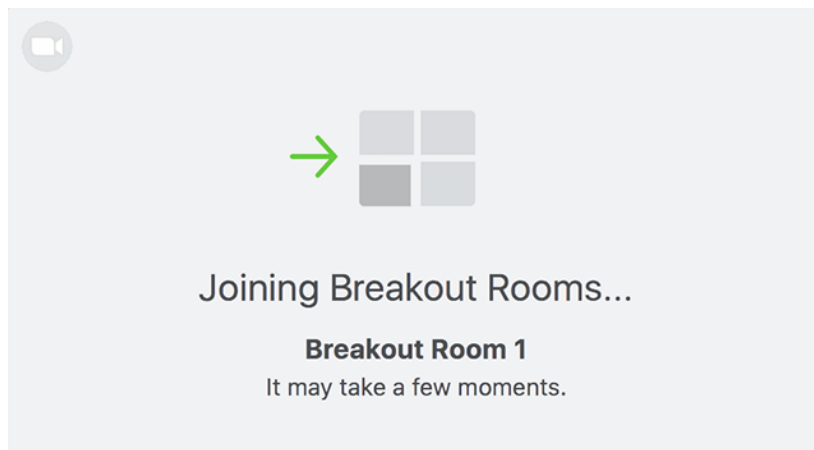 Joining Breakout Rooms...
Breakout Room 1
It may take a few moments.